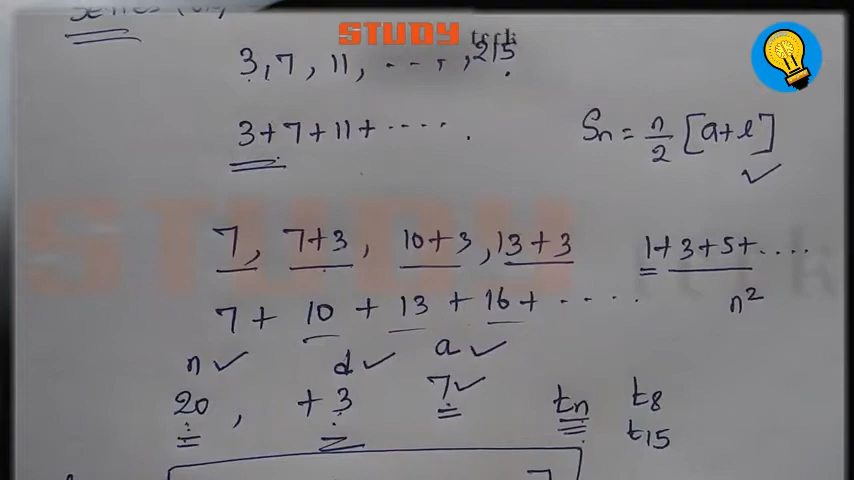 Series
STUDY
3, 7, 11, ...., 215
3+7+11+ .....
Sn = n/2 [a+l]
7, 7+3, 10+3, 13+3
1+3+5+....
7+ 10 + 13 + 16+ ....
n²
n✓ d✓ a✓
20, +3 7✓
tn t8
t15